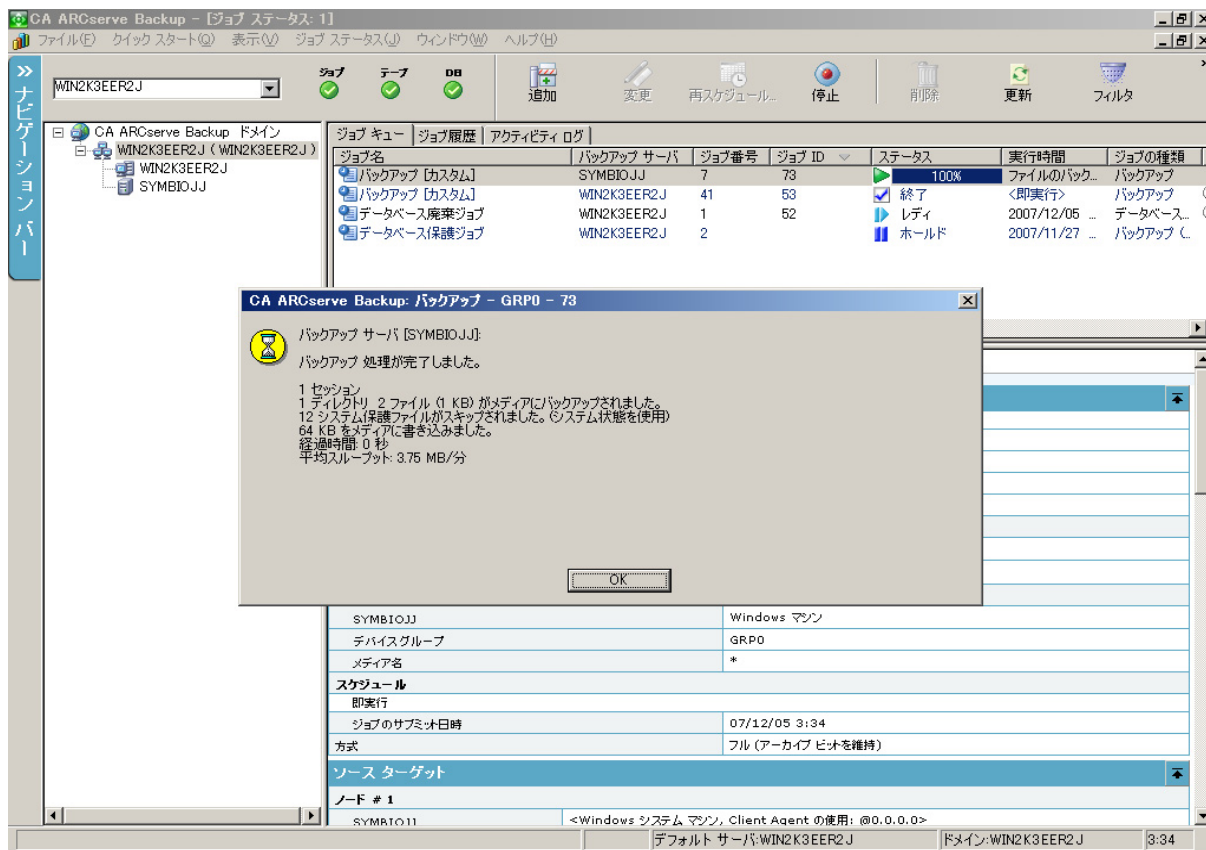 CA ARCserve Backup - [ジョブ ステータス: 1]
ファイル(F) クイック スタート(Q) 表示(V) ジョブ ステータス(J) ウィンドウ(W) ヘルプ(H)
ナビゲーション バー
WIN2K3EER2J
ジョブ テープ DB
追加 変更 再スケジュール... 停止 削除 更新 フィルタ
CA ARCserve Backup ドメイン
WIN2K3EER2J ( WIN2K3EER2J )
WIN2K3EER2J
SYMBIOJJ
ジョブ キュー ジョブ履歴 アクティビティ ログ
ジョブ名 バックアップ サーバ ジョブ番号 ジョブ ID ステータス 実行時間 ジョブの種類
バックアップ [カスタム] SYMBIOJJ 7 73 100% ファイルのバック... バックアップ
バックアップ [カスタム] WIN2K3EER2J 41 53 終了 <即実行> バックアップ
データベース廃棄ジョブ WIN2K3EER2J 1 52 レディ 2007/12/05 ... データベース...
データベース保護ジョブ WIN2K3EER2J 2 ホールド 2007/11/27 ... バックアップ (...
CA ARCserve Backup: バックアップ - GRP0 - 73
バックアップ サーバ [SYMBIOJJ]:
バックアップ 処理が完了しました。
1 セッション
1 ディレクトリ 2 ファイル (1 KB) がメディアにバックアップされました。
12 システム保護ファイルがスキップされました。(システム状態を使用)
64 KB をメディアに書き込みました。
経過時間: 0 秒
平均スループット: 3.75 MB/分
OK
SYMBIOJJ Windows マシン
デバイスグループ GRP0
メディア名 *
スケジュール
即実行
ジョブのサブミット日時 07/12/05 3:34
方式 フル (アーカイブ ビットを維持)
ソース ターゲット
ノード # 1
SYMBIOJJ <Windows システム マシン, Client Agent の使用: @0.0.0.0>
デフォルト サーバ:WIN2K3EER2J ドメイン:WIN2K3EER2J 3:34